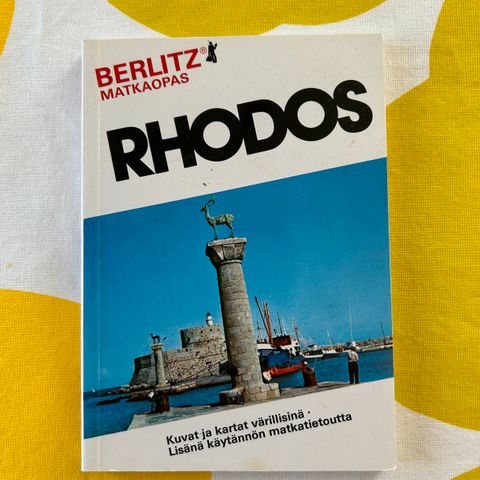 BERLITZ®
MATKAOPAS
RHODOS
Kuvat ja kartat värillisinä ·
Lisänä käytännön matkatietoutta